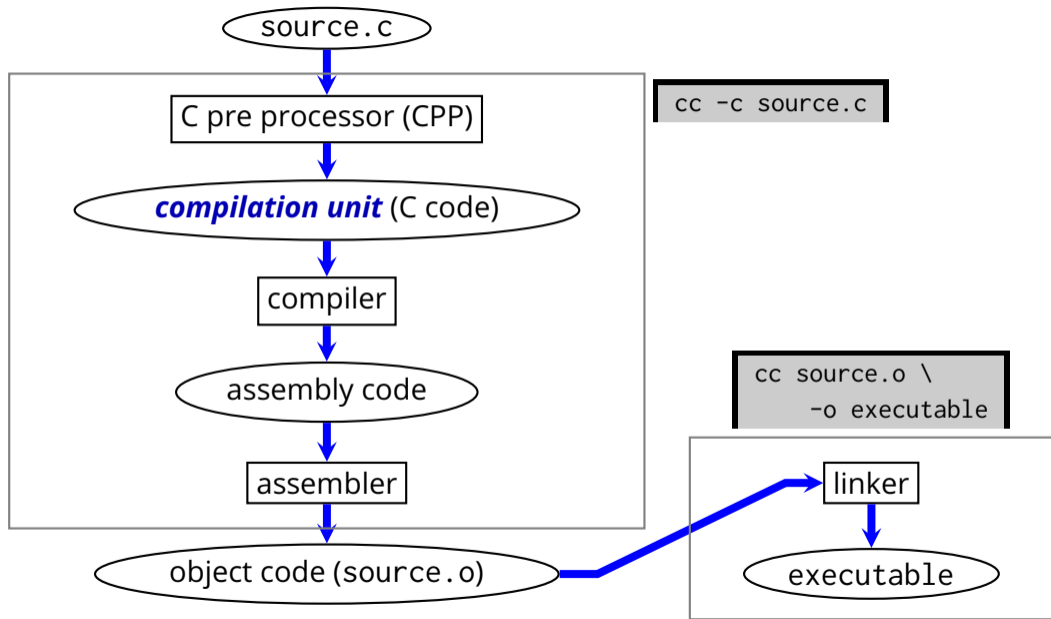 source.c
C pre processor (CPP)
cc -c source.c
compilation unit (C code)
compiler
assembly code
cc source.o \
-o executable
assembler
linker
object code (source.o)
executable